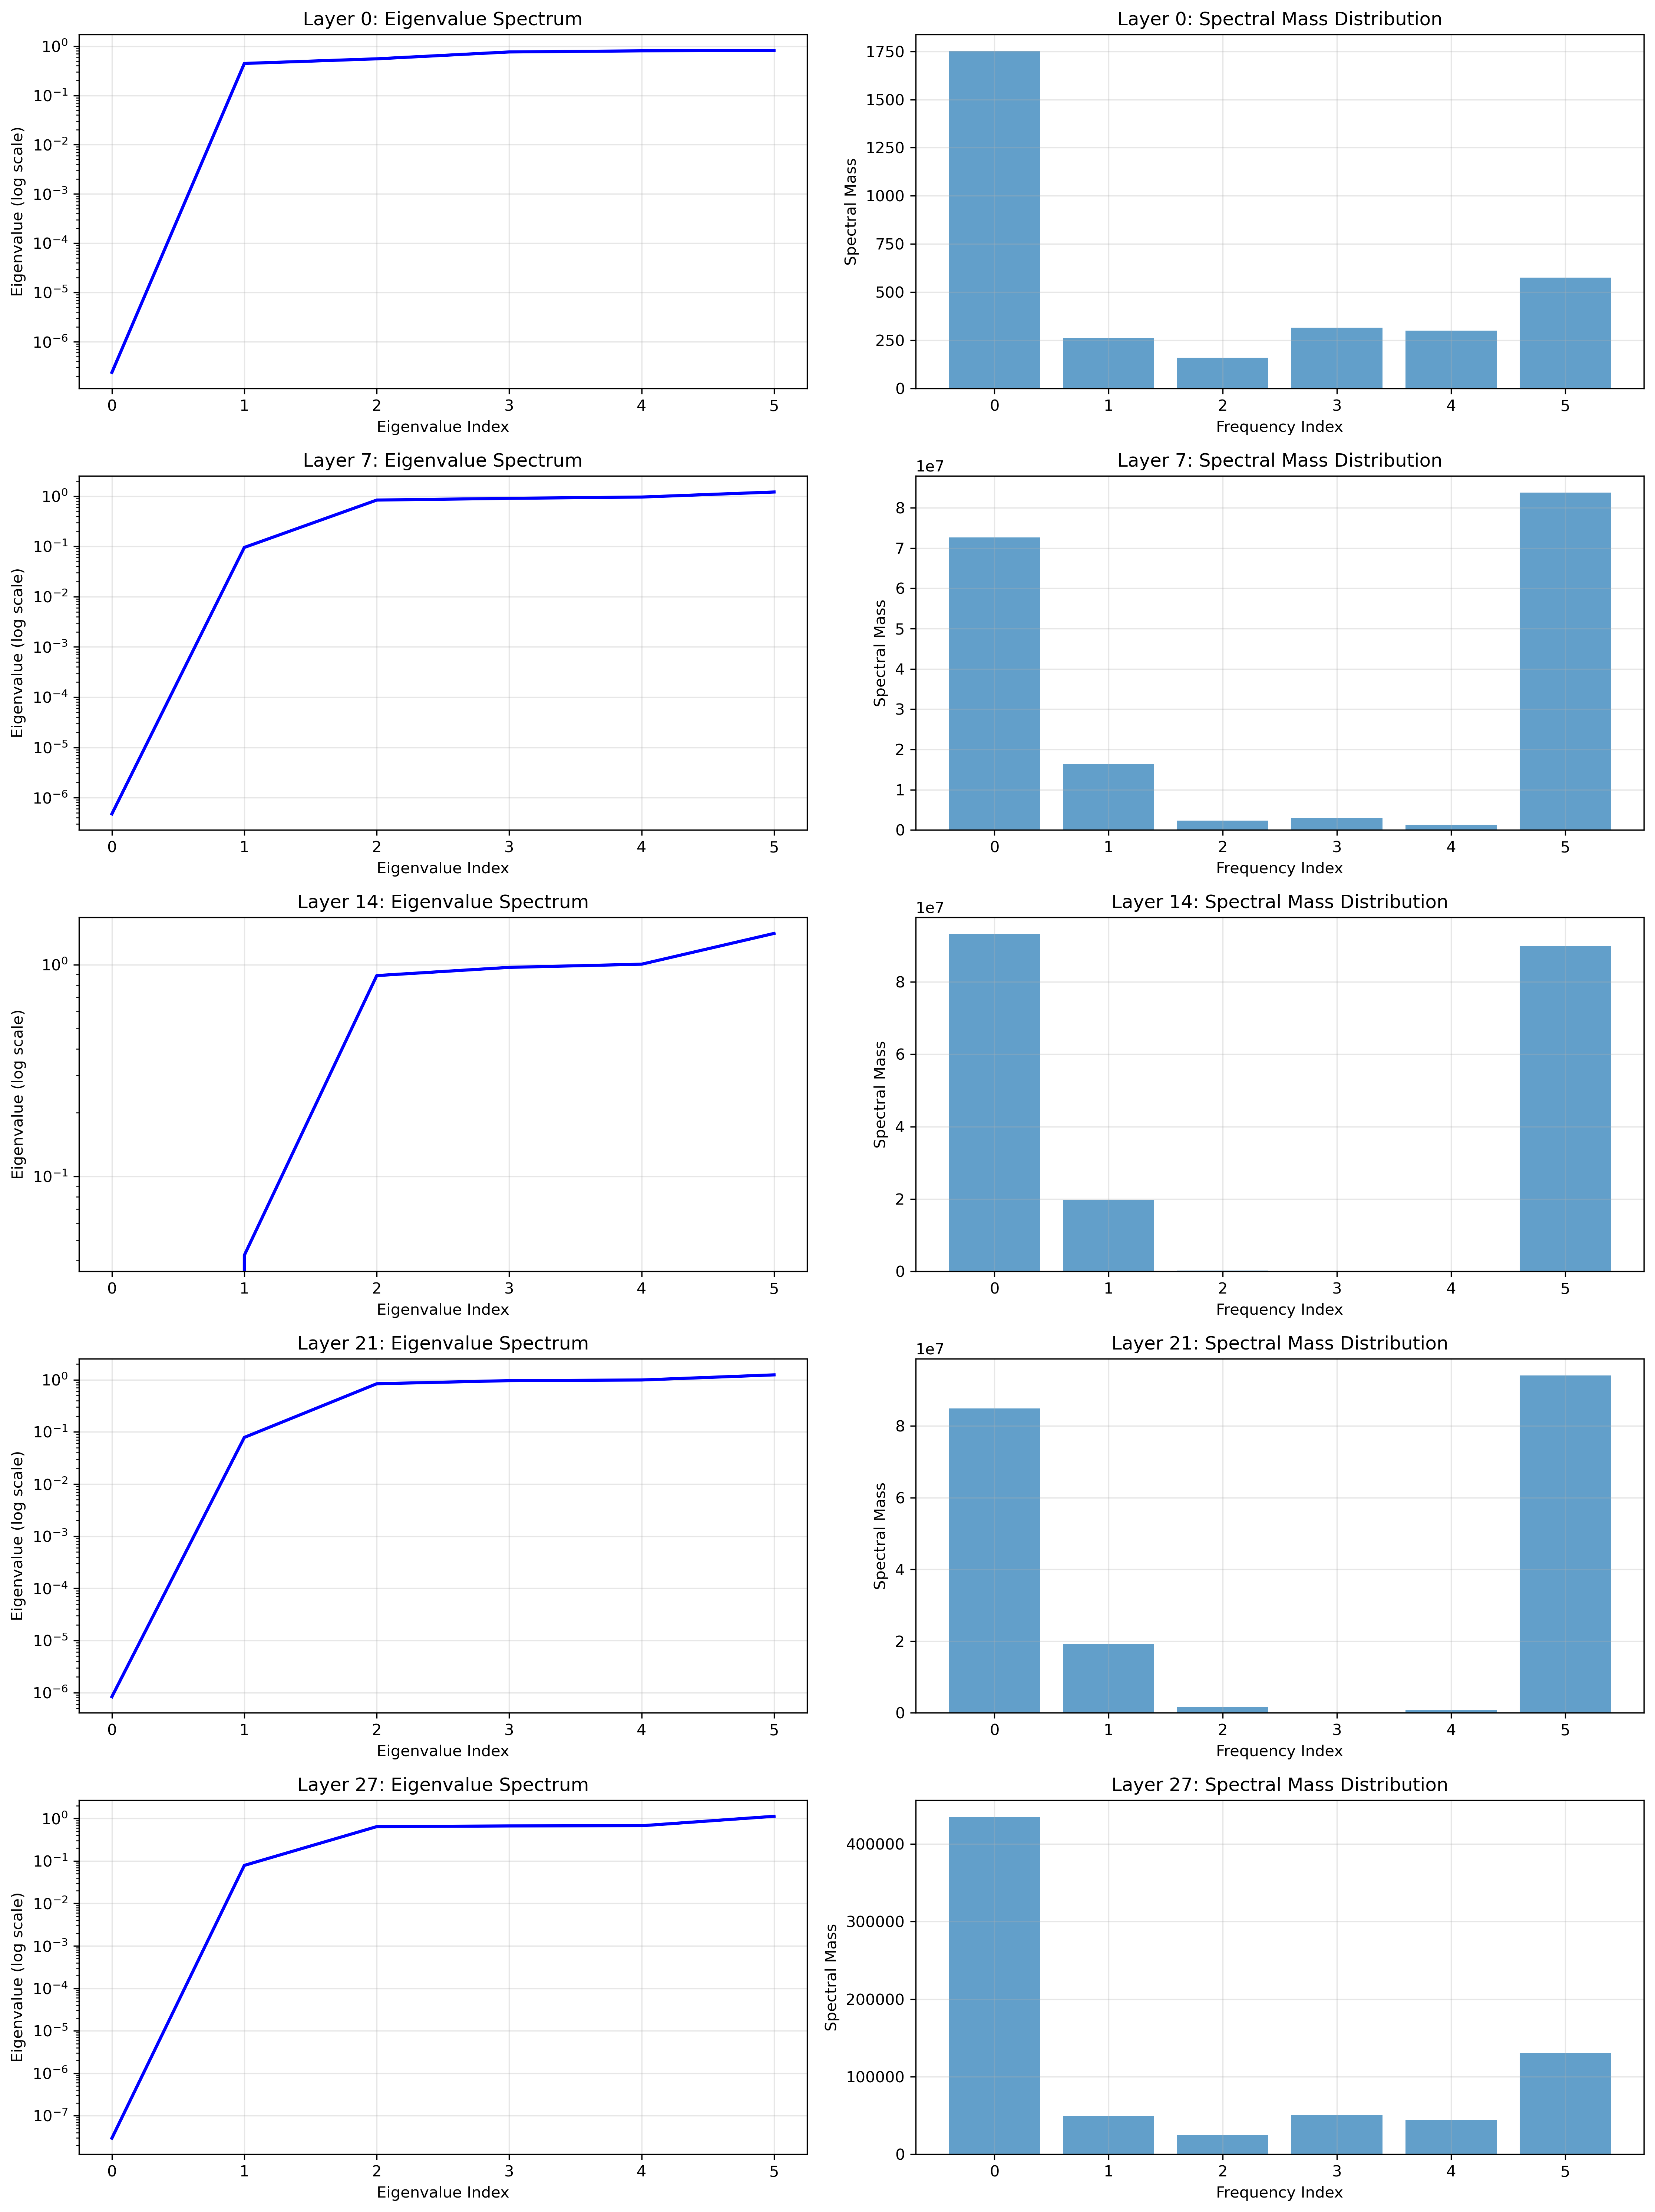 Layer 0: Eigenvalue Spectrum
Eigenvalue (log scale)
10⁰
10⁻¹
10⁻²
10⁻³
10⁻⁴
10⁻⁵
10⁻⁶
0 1 2 3 4 5
Eigenvalue Index
Layer 0: Spectral Mass Distribution
Spectral Mass
1750
1500
1250
1000
750
500
250
0
0 1 2 3 4 5
Frequency Index
Layer 7: Eigenvalue Spectrum
Eigenvalue (log scale)
10⁰
10⁻¹
10⁻²
10⁻³
10⁻⁴
10⁻⁵
10⁻⁶
0 1 2 3 4 5
Eigenvalue Index
Layer 7: Spectral Mass Distribution
1e7
Spectral Mass
8
7
6
5
4
3
2
1
0
0 1 2 3 4 5
Frequency Index
Layer 14: Eigenvalue Spectrum
Eigenvalue (log scale)
10⁰
10⁻¹
0 1 2 3 4 5
Eigenvalue Index
Layer 14: Spectral Mass Distribution
1e7
Spectral Mass
8
6
4
2
0
0 1 2 3 4 5
Frequency Index
Layer 21: Eigenvalue Spectrum
Eigenvalue (log scale)
10⁰
10⁻¹
10⁻²
10⁻³
10⁻⁴
10⁻⁵
10⁻⁶
0 1 2 3 4 5
Eigenvalue Index
Layer 21: Spectral Mass Distribution
1e7
Spectral Mass
8
6
4
2
0
0 1 2 3 4 5
Frequency Index
Layer 27: Eigenvalue Spectrum
Eigenvalue (log scale)
10⁰
10⁻¹
10⁻²
10⁻³
10⁻⁴
10⁻⁵
10⁻⁶
10⁻⁷
0 1 2 3 4 5
Eigenvalue Index
Layer 27: Spectral Mass Distribution
Spectral Mass
400000
300000
200000
100000
0
0 1 2 3 4 5
Frequency Index